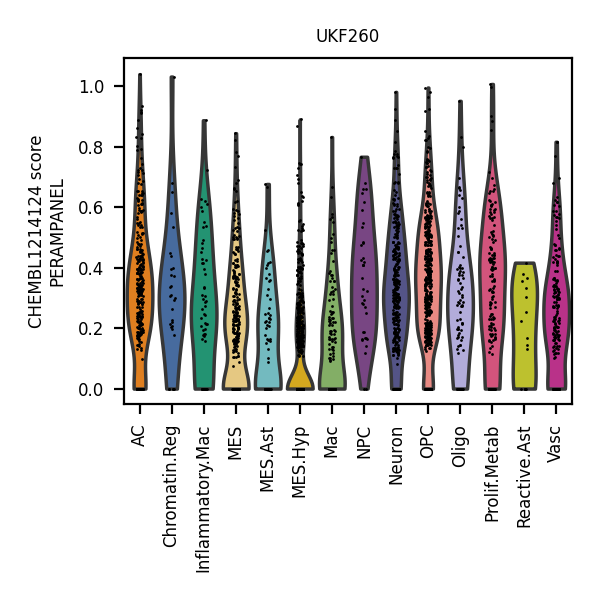 UKF260
CHEMBL1214124 score
PERAMPANEL
1.0
0.8
0.6
0.4
0.2
0.0
AC
Chromatin.Reg
Inflammatory.Mac
MES
MES.Ast
MES.Hyp
Mac
NPC
Neuron
OPC
Oligo
Prolif.Metab
Reactive.Ast
Vasc